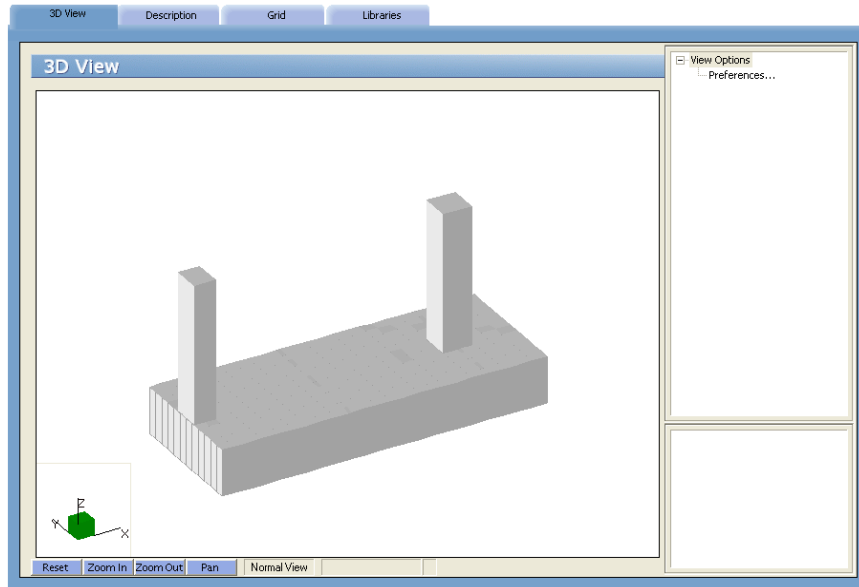 3D View Description Grid Libraries
3D View
View Options
Preferences...
Z
Y X
Reset Zoom In Zoom Out Pan Normal View